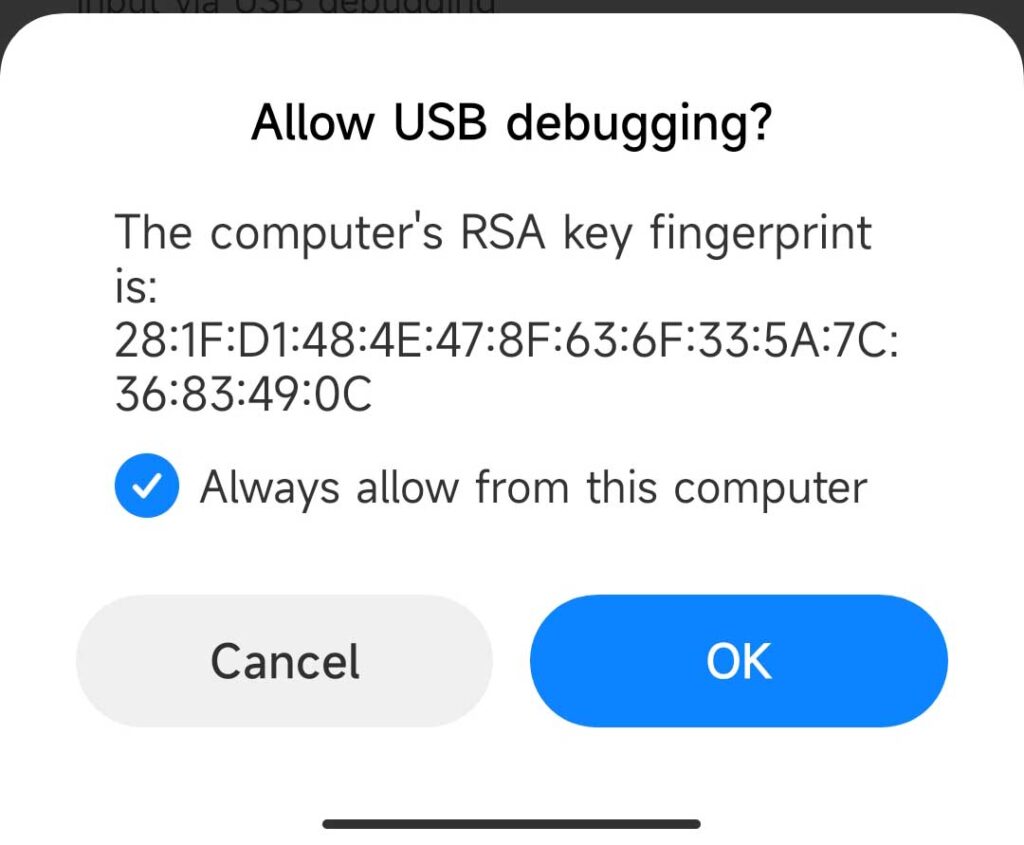 input via USB debugging
Allow USB debugging?
The computer's RSA key fingerprint
is:
28:1F:D1:48:4E:47:8F:63:6F:33:5A:7C:
36:83:49:0C
Always allow from this computer
Cancel
OK